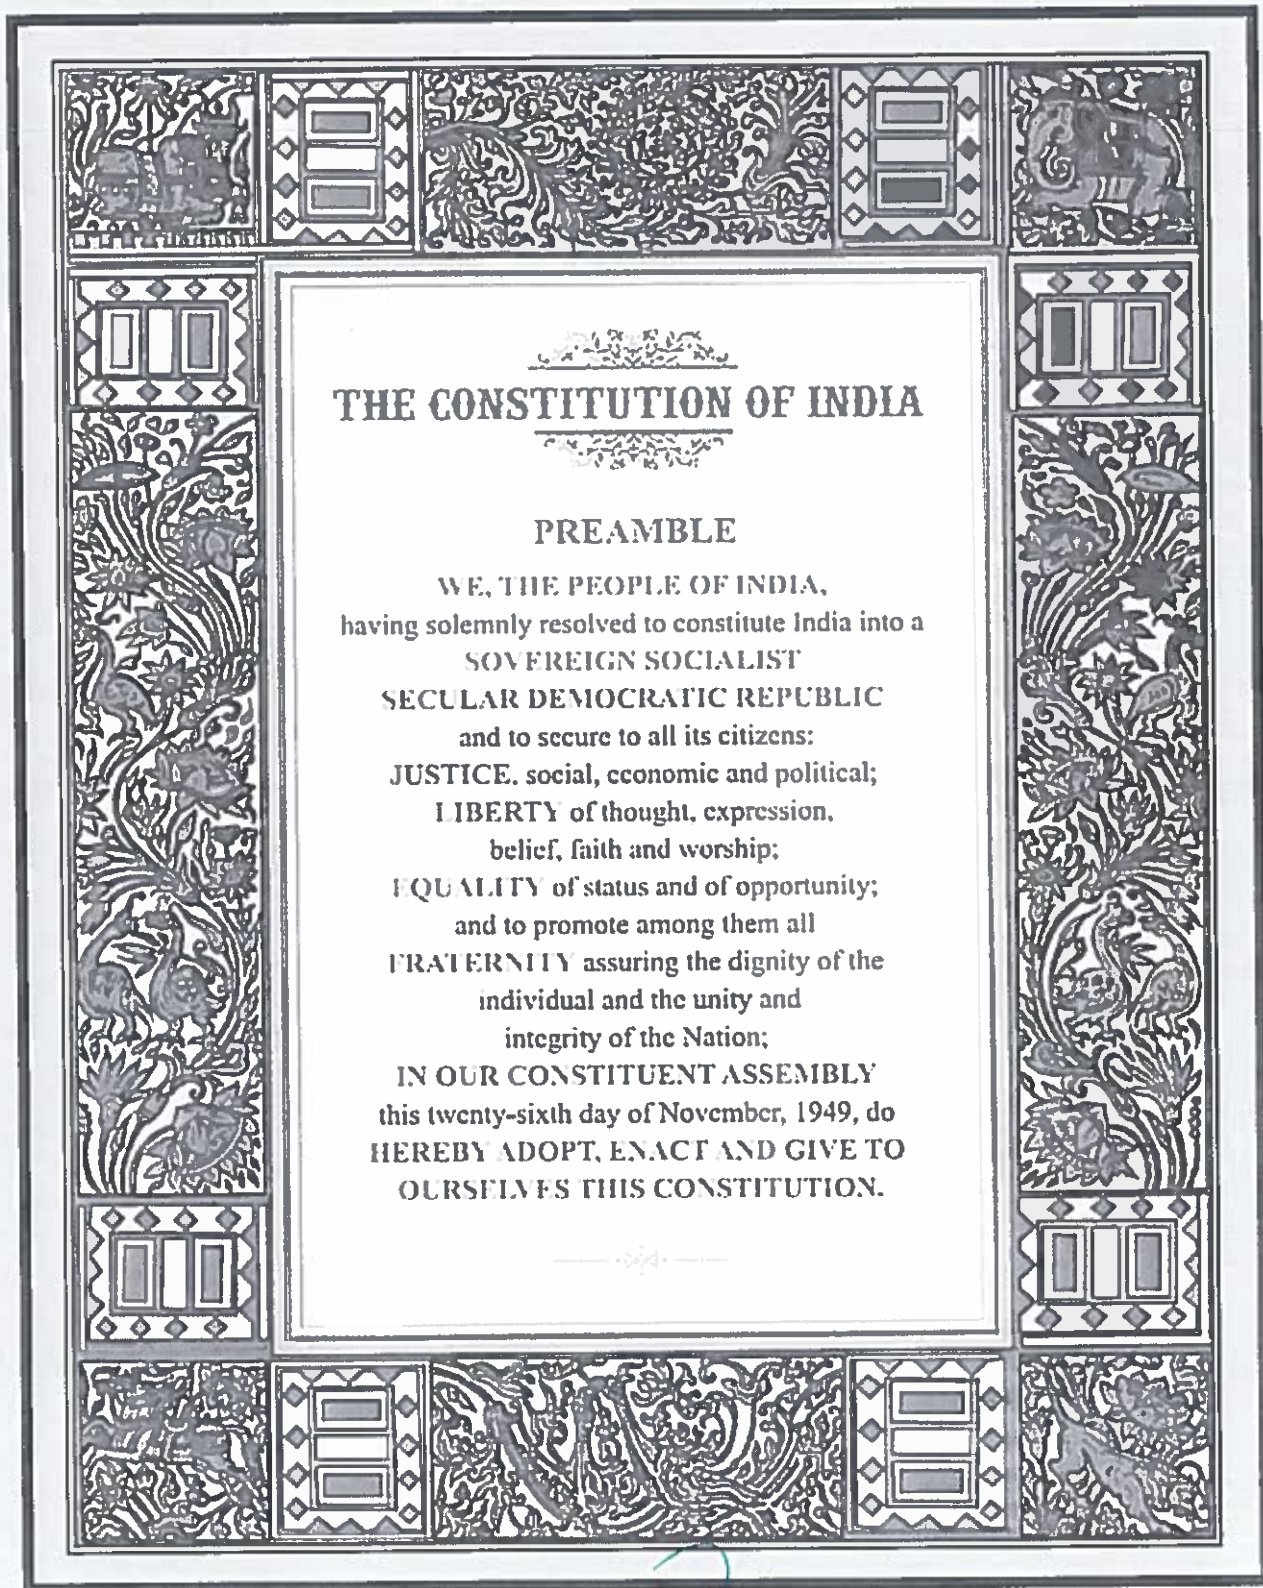 THE CONSTITUTION OF INDIA
PREAMBLE
WE, THE PEOPLE OF INDIA,
having solemnly resolved to constitute India into a
SOVEREIGN SOCIALIST
SECULAR DEMOCRATIC REPUBLIC
and to secure to all its citizens:
JUSTICE, social, economic and political;
LIBERTY of thought, expression,
belief, faith and worship;
EQUALITY of status and of opportunity;
and to promote among them all
FRATERNITY assuring the dignity of the
individual and the unity and
integrity of the Nation;
IN OUR CONSTITUENT ASSEMBLY
this twenty-sixth day of November, 1949, do
HEREBY ADOPT, ENACT AND GIVE TO
OURSELVES THIS CONSTITUTION.